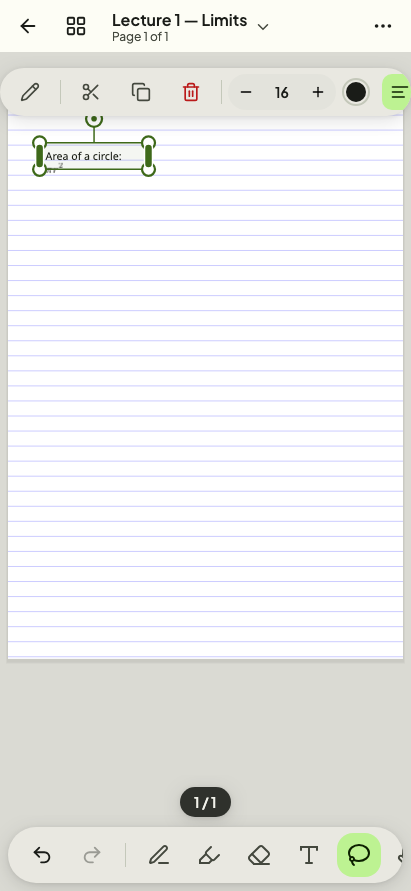 Lecture 1 — Limits
Page 1 of 1
16
Area of a circle:
1/1